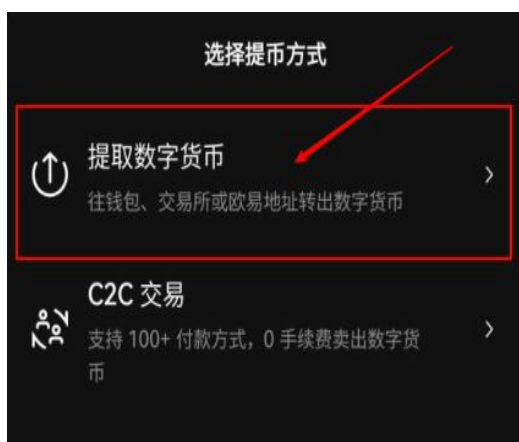 选择提币方式
提取数字货币
往钱包、交易所或欧易地址转出数字货币
C2C 交易
支持 100+ 付款方式，0 手续费卖出数字货
币